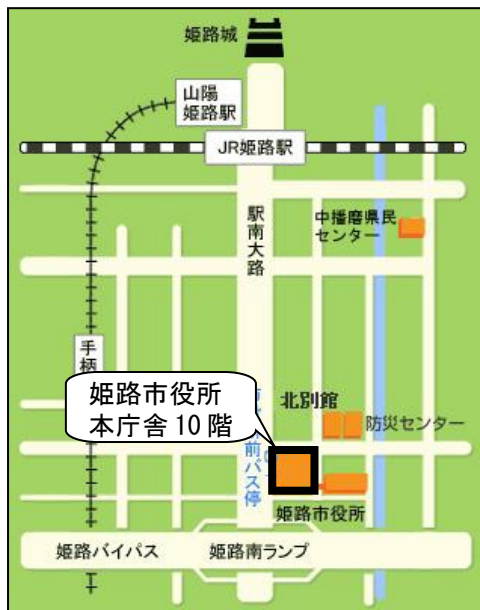 姫路城
山陽
姫路駅
JR姫路駅
駅南大路
中播磨県民
センター
手柄
姫路市役所
本庁舎10階
北別館
防災センター
前バス停
姫路市役所
姫路バイパス
姫路南ランプ